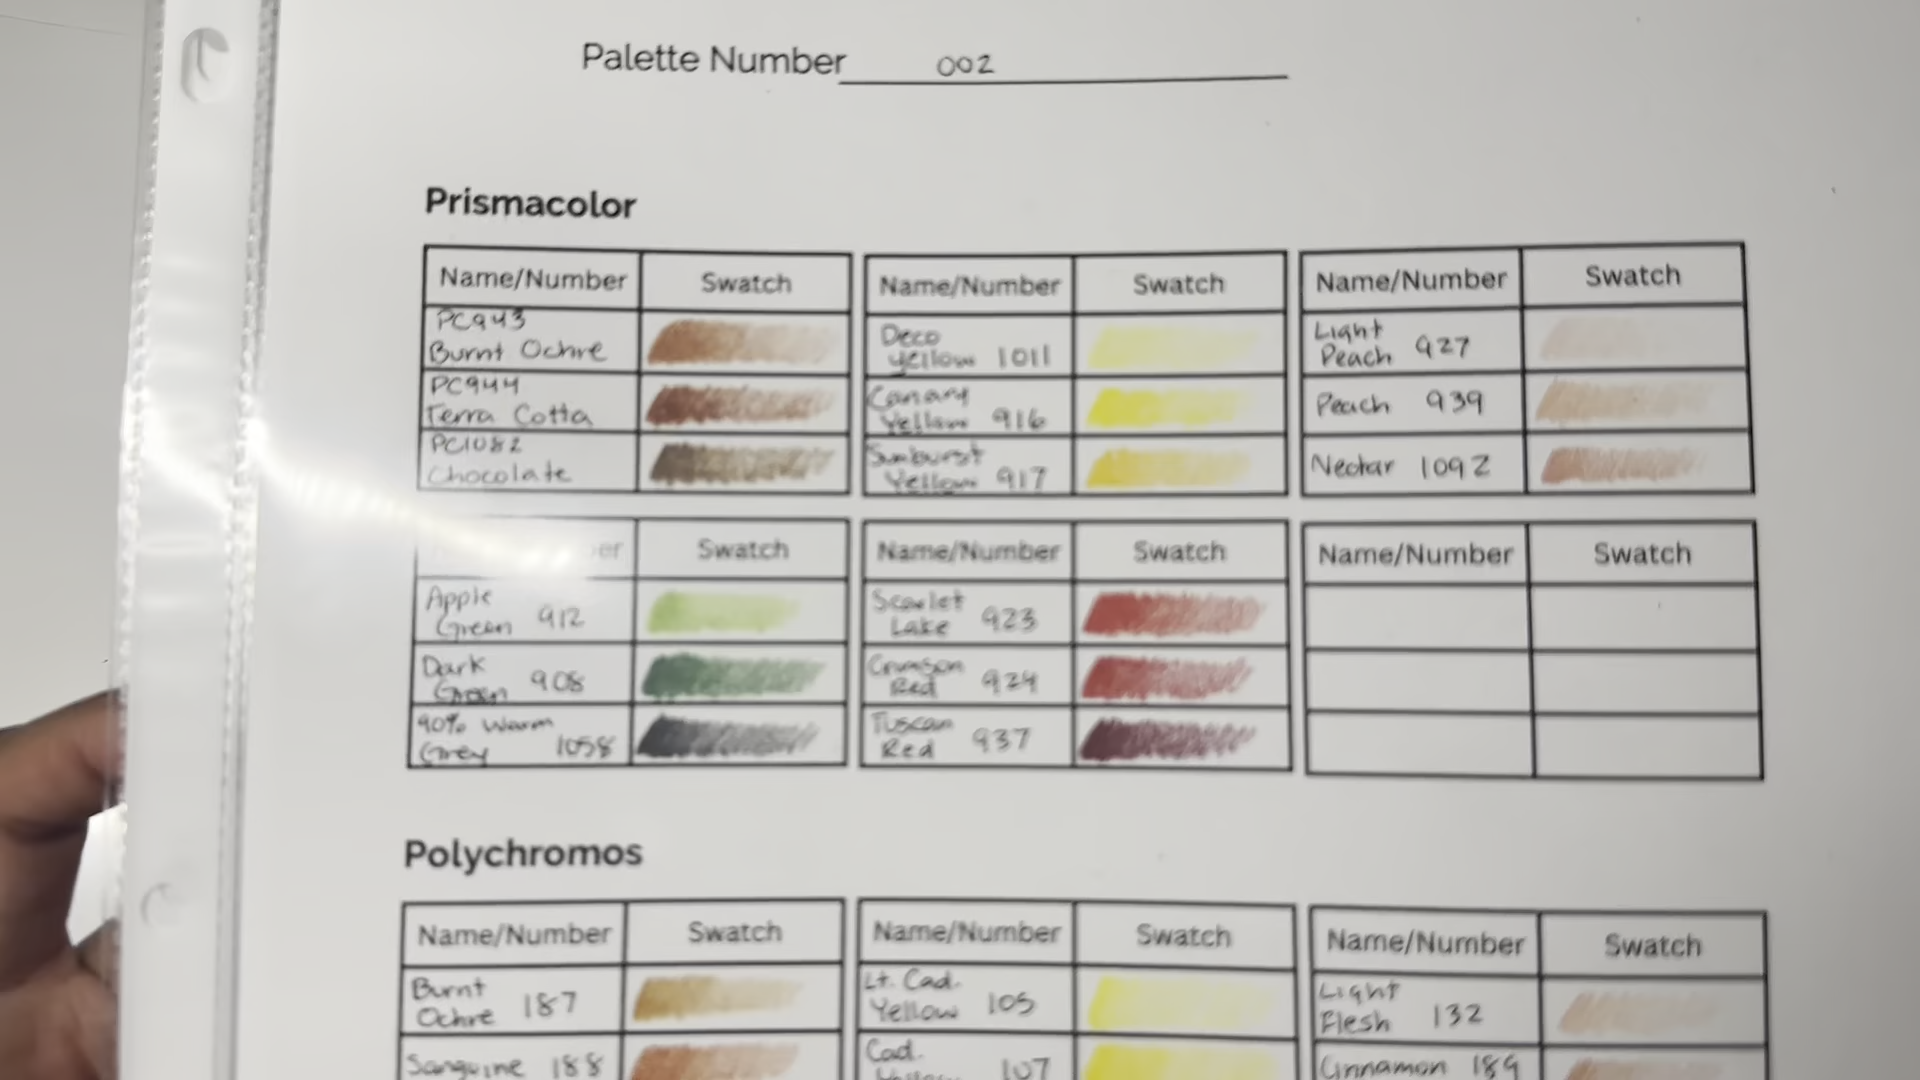 Palette Number 002
Prismacolor
Name/Number Swatch Name/Number Swatch Name/Number Swatch
PC943
Burnt Ochre
Deco
Yellow 1011
Light
Peach 927
PC944
Terra Cotta
Canary
Yellow 916
Peach 939
PC1082
Chocolate
Sunburst
Yellow 917
Nectar 1092
Swatch Name/Number Swatch Name/Number Swatch
Apple
Green 912
Scarlet
Lake 923
Dark
Green 908
Crimson
Red 924
90% Warm
Grey 1058
Tuscan
Red 937
Polychromos
Name/Number Swatch Name/Number Swatch Name/Number Swatch
Burnt
Ochre 187
Lt. Cad.
Yellow 105
Light
Flesh 132
Sanguine 188
Cad.
107
Cinnamon 189